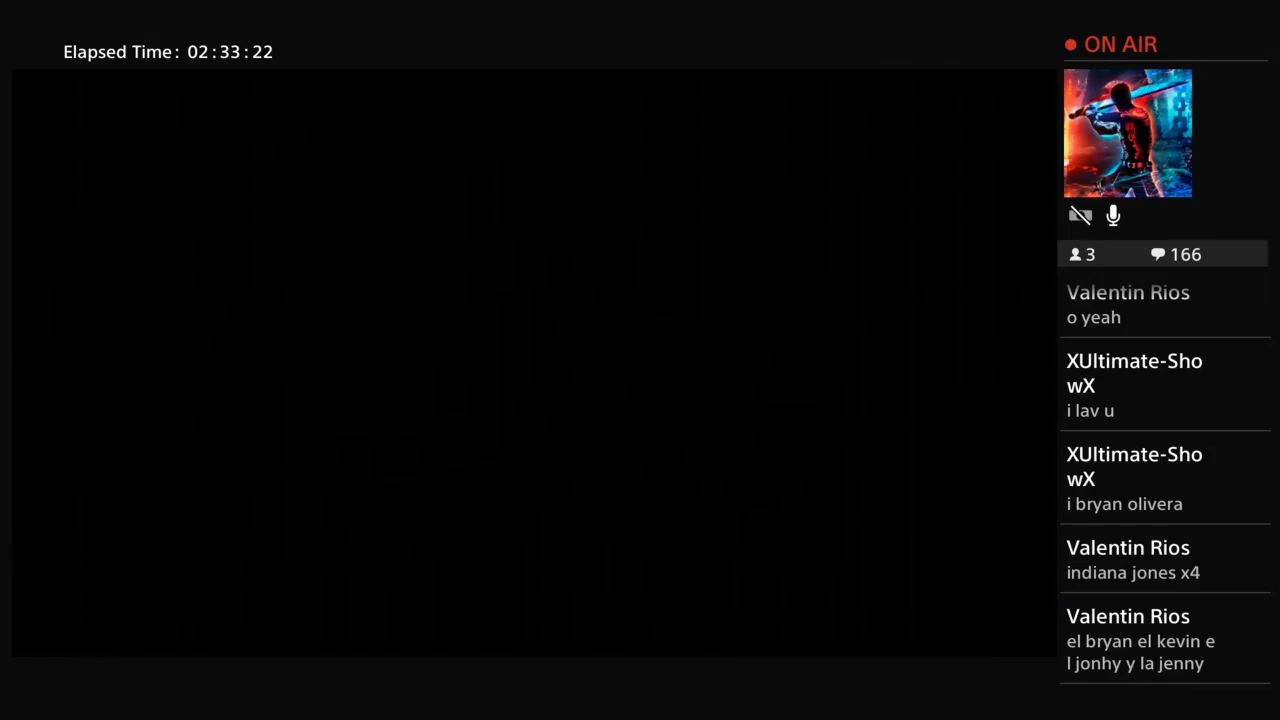 Elapsed Time: 02:33:22
ON AIR
3 166
Valentin Rios
o yeah
XUltimate-Sho
wX
i lav u
XUltimate-Sho
wX
i bryan olivera
Valentin Rios
indiana jones x4
Valentin Rios
el bryan el kevin e
l jonhy y la jenny